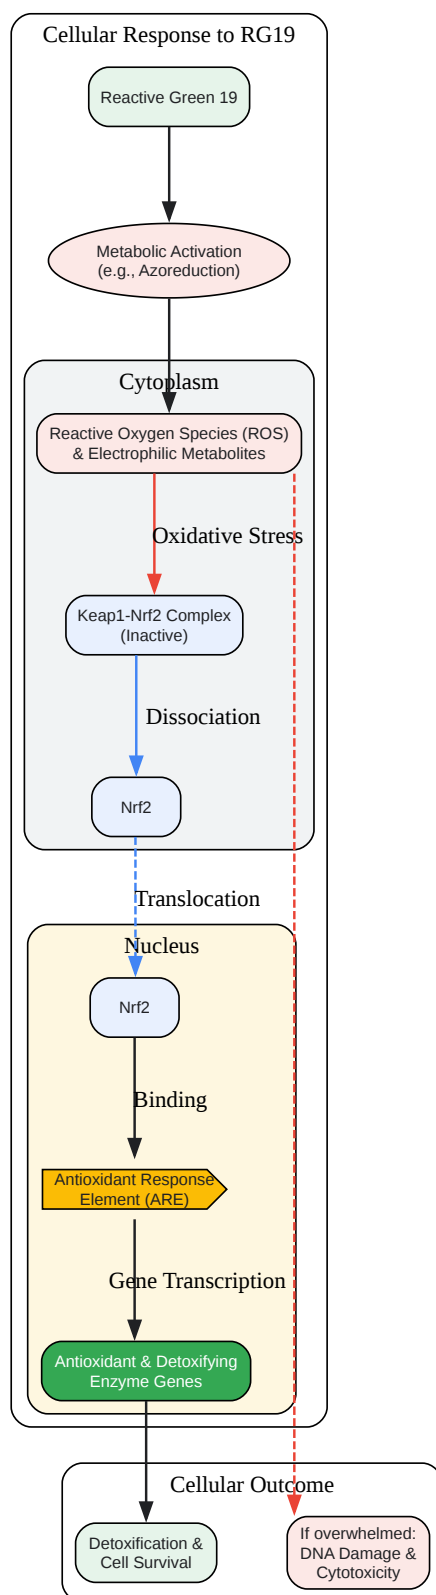 Cellular Response to RG19
Reactive Green 19
Metabolic Activation
(e.g., Azoreduction)
Cytoplasm
Reactive Oxygen Species (ROS)
& Electrophilic Metabolites
Oxidative Stress
Keap1-Nrf2 Complex
(Inactive)
Dissociation
Nrf2
Translocation
Nucleus
Nrf2
Binding
Antioxidant Response
Element (ARE)
Gene Transcription
Antioxidant & Detoxifying
Enzyme Genes
Cellular Outcome
Detoxification &
Cell Survival
If overwhelmed:
DNA Damage &
Cytotoxicity